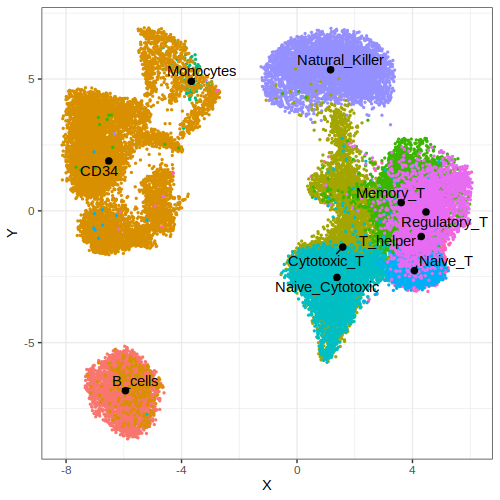 Natural_Killer
Monocytes
CD34
Memory_T
Regulatory_T
T_helper
Cytotoxic_T
Naive_T
Naive_Cytotoxic
B_cells
5
0
-5
Y
-8
-4
0
4
X